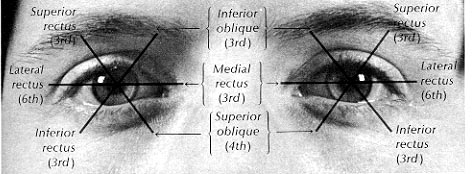 Superior
rectus
(3rd)
Inferior
oblique
(3rd)
Superior
rectus
(3rd)
Lateral
rectus
(6th)
Medial
rectus
(3rd)
Lateral
rectus
(6th)
Inferior
rectus
(3rd)
Superior
oblique
(4th)
Inferior
rectus
(3rd)